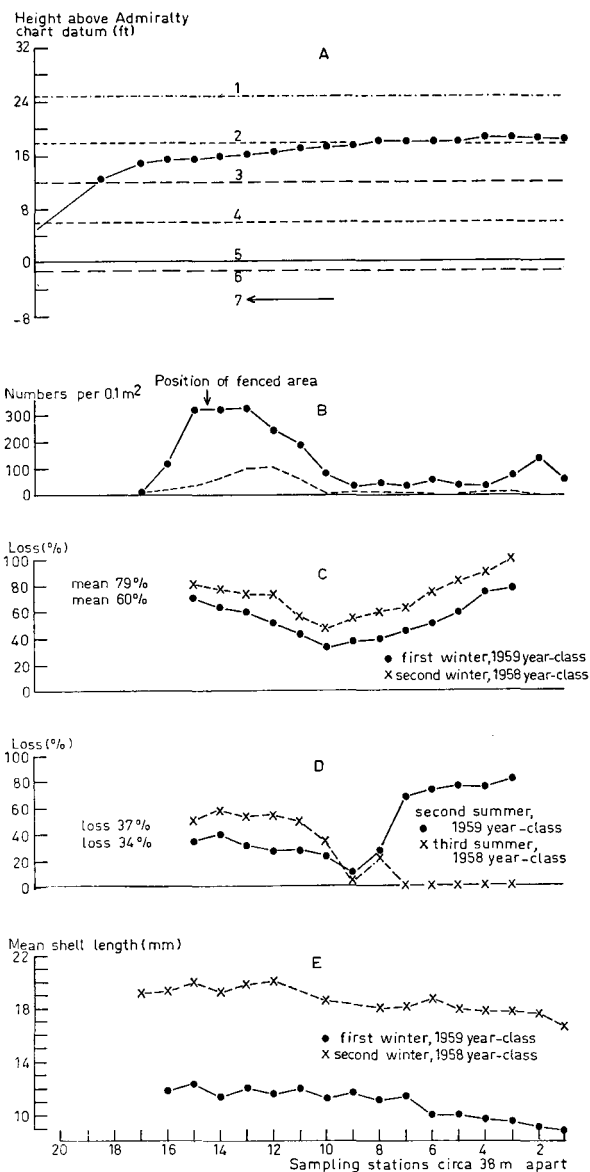 Height above Admiralty
chart datum (ft)
A
32
24
16
8
0
-8
1
2
3
4
5
6
7
Position of fenced area
Numbers per 0.1m2
B
300
200
100
0
Loss(%)
C
100
80
60
40
20
0
mean 79%
mean 60%
● first winter, 1959 year-class
x second winter, 1958 year-class
Loss(%)
D
100
80
60
40
20
0
loss 37%
loss 34%
second summer,
● 1959 year-class
x third summer,
1958 year-class
Mean shell length (mm)
E
22
18
14
10
● first winter, 1959 year-class
x second winter, 1958 year-class
20 18 16 14 12 10 8 6 4 2
Sampling stations circa 38m apart